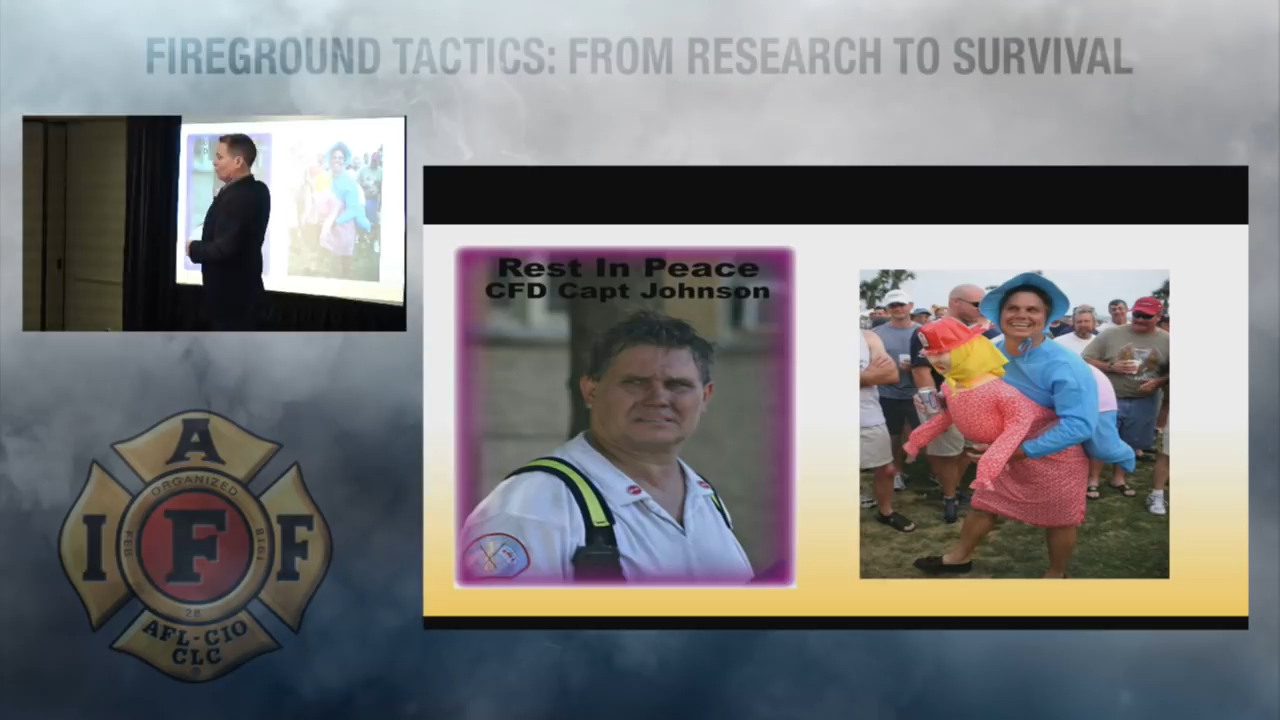 FIREGROUND TACTICS: FROM RESEARCH TO SURVIVAL
Rest In Peace
CFD Capt Johnson
A
ORGANIZED
I F F
FEB
1918
28
AFL-CIO
CLC